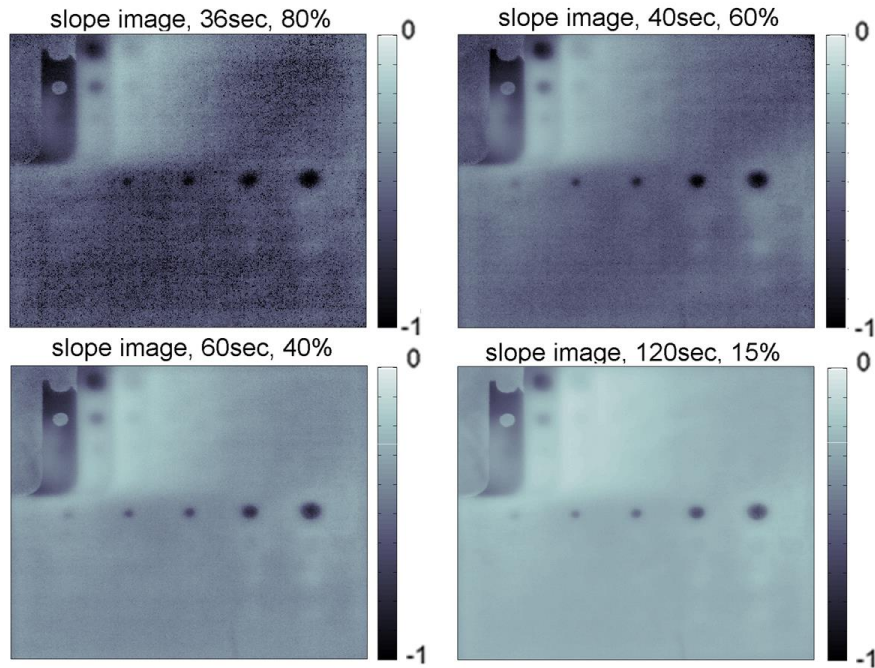 slope image, 36sec, 80%
0
-1
slope image, 40sec, 60%
0
-1
slope image, 60sec, 40%
0
-1
slope image, 120sec, 15%
0
-1